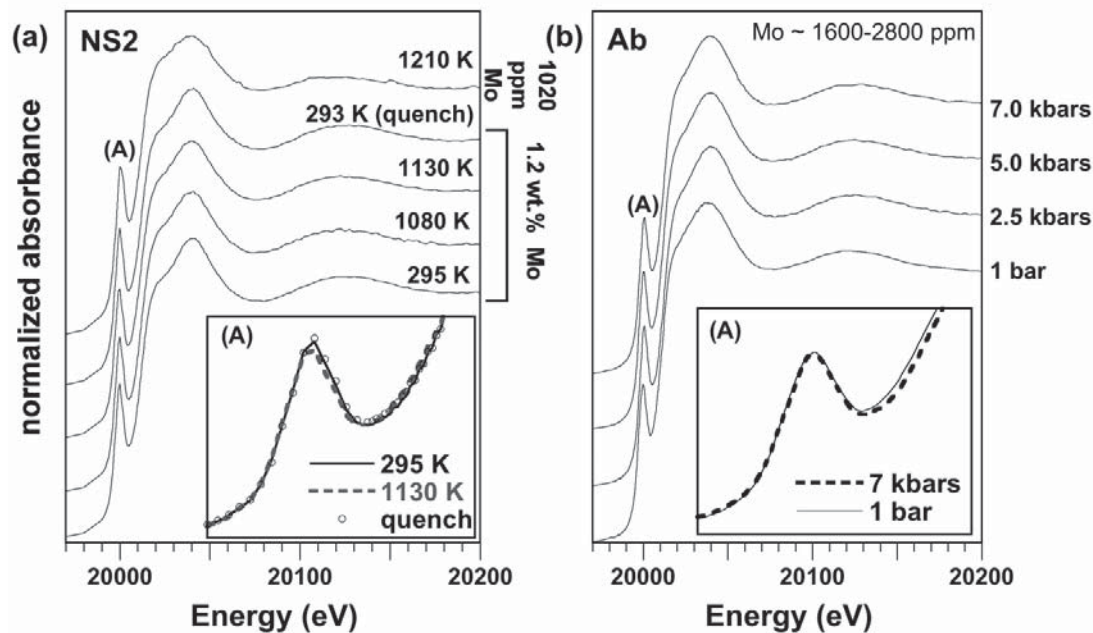 (a) NS2
1210 K
293 K (quench)
1130 K
1080 K
295 K
1020
ppm
Mo
1.2 wt.% Mo
(A)
(A)
295 K
1130 K
quench
normalized absorbance
20000 20100 20200
Energy (eV)
(b) Ab
Mo ~ 1600-2800 ppm
7.0 kbars
5.0 kbars
2.5 kbars
1 bar
(A)
(A)
7 kbars
1 bar
20000 20100 20200
Energy (eV)